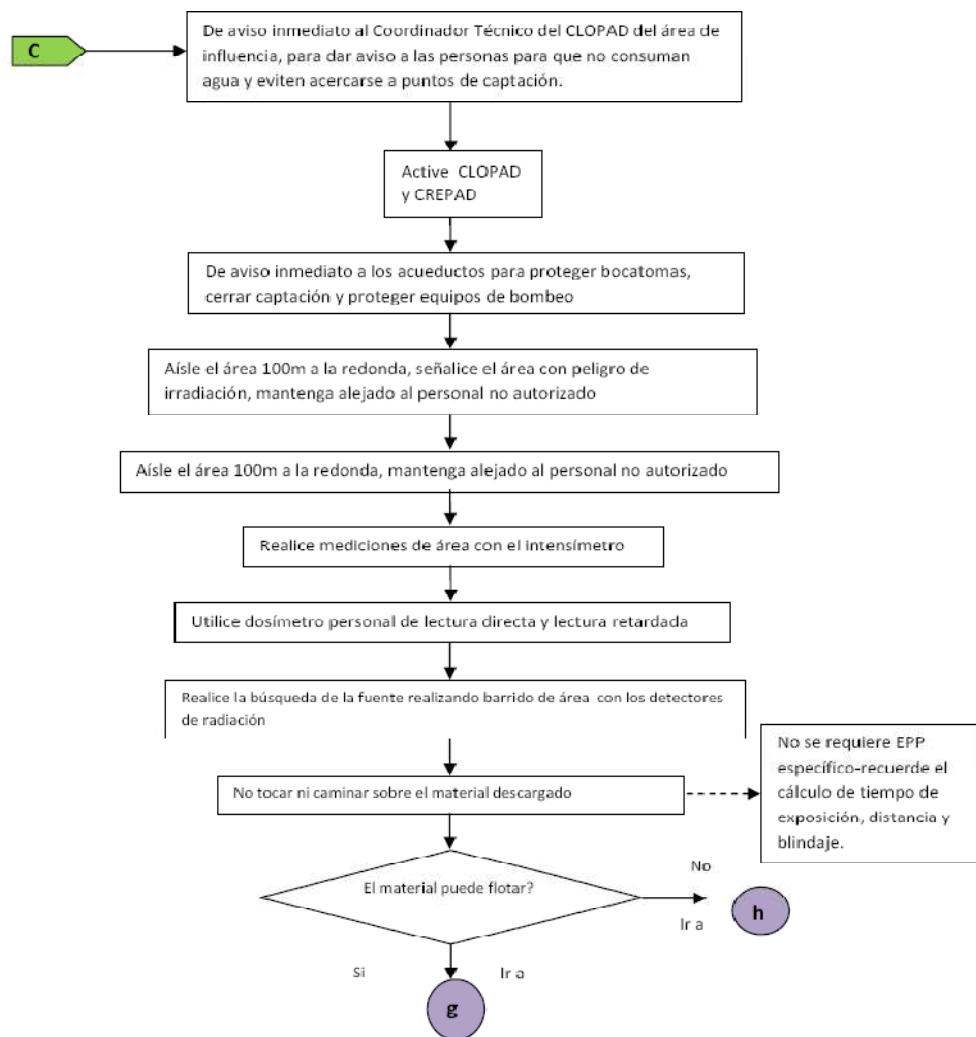 C
De aviso inmediato al Coordinador Técnico del CLOPAD del área de
influencia, para dar aviso a las personas para que no consuman
agua y eviten acercarse a puntos de captación.
Active CLOPAD
y CREPAD
De aviso inmediato a los acueductos para proteger bocatomas,
cerrar captación y proteger equipos de bombeo
Aísle el área 100m a la redonda, señalice el área con peligro de
irradiación, mantenga alejado al personal no autorizado
Aísle el área 100m a la redonda, mantenga alejado al personal no autorizado
Realice mediciones de área con el intensímetro
Utilice dosímetro personal de lectura directa y lectura retardada
Realice la búsqueda de la fuente realizando barrido de área con los detectores
de radiación
No tocar ni caminar sobre el material descargado
No se requiere EPP
específico-recuerde el
cálculo de tiempo de
exposición, distancia y
blindaje.
El material puede flotar?
No
Ir a
h
Si
Ir a
g